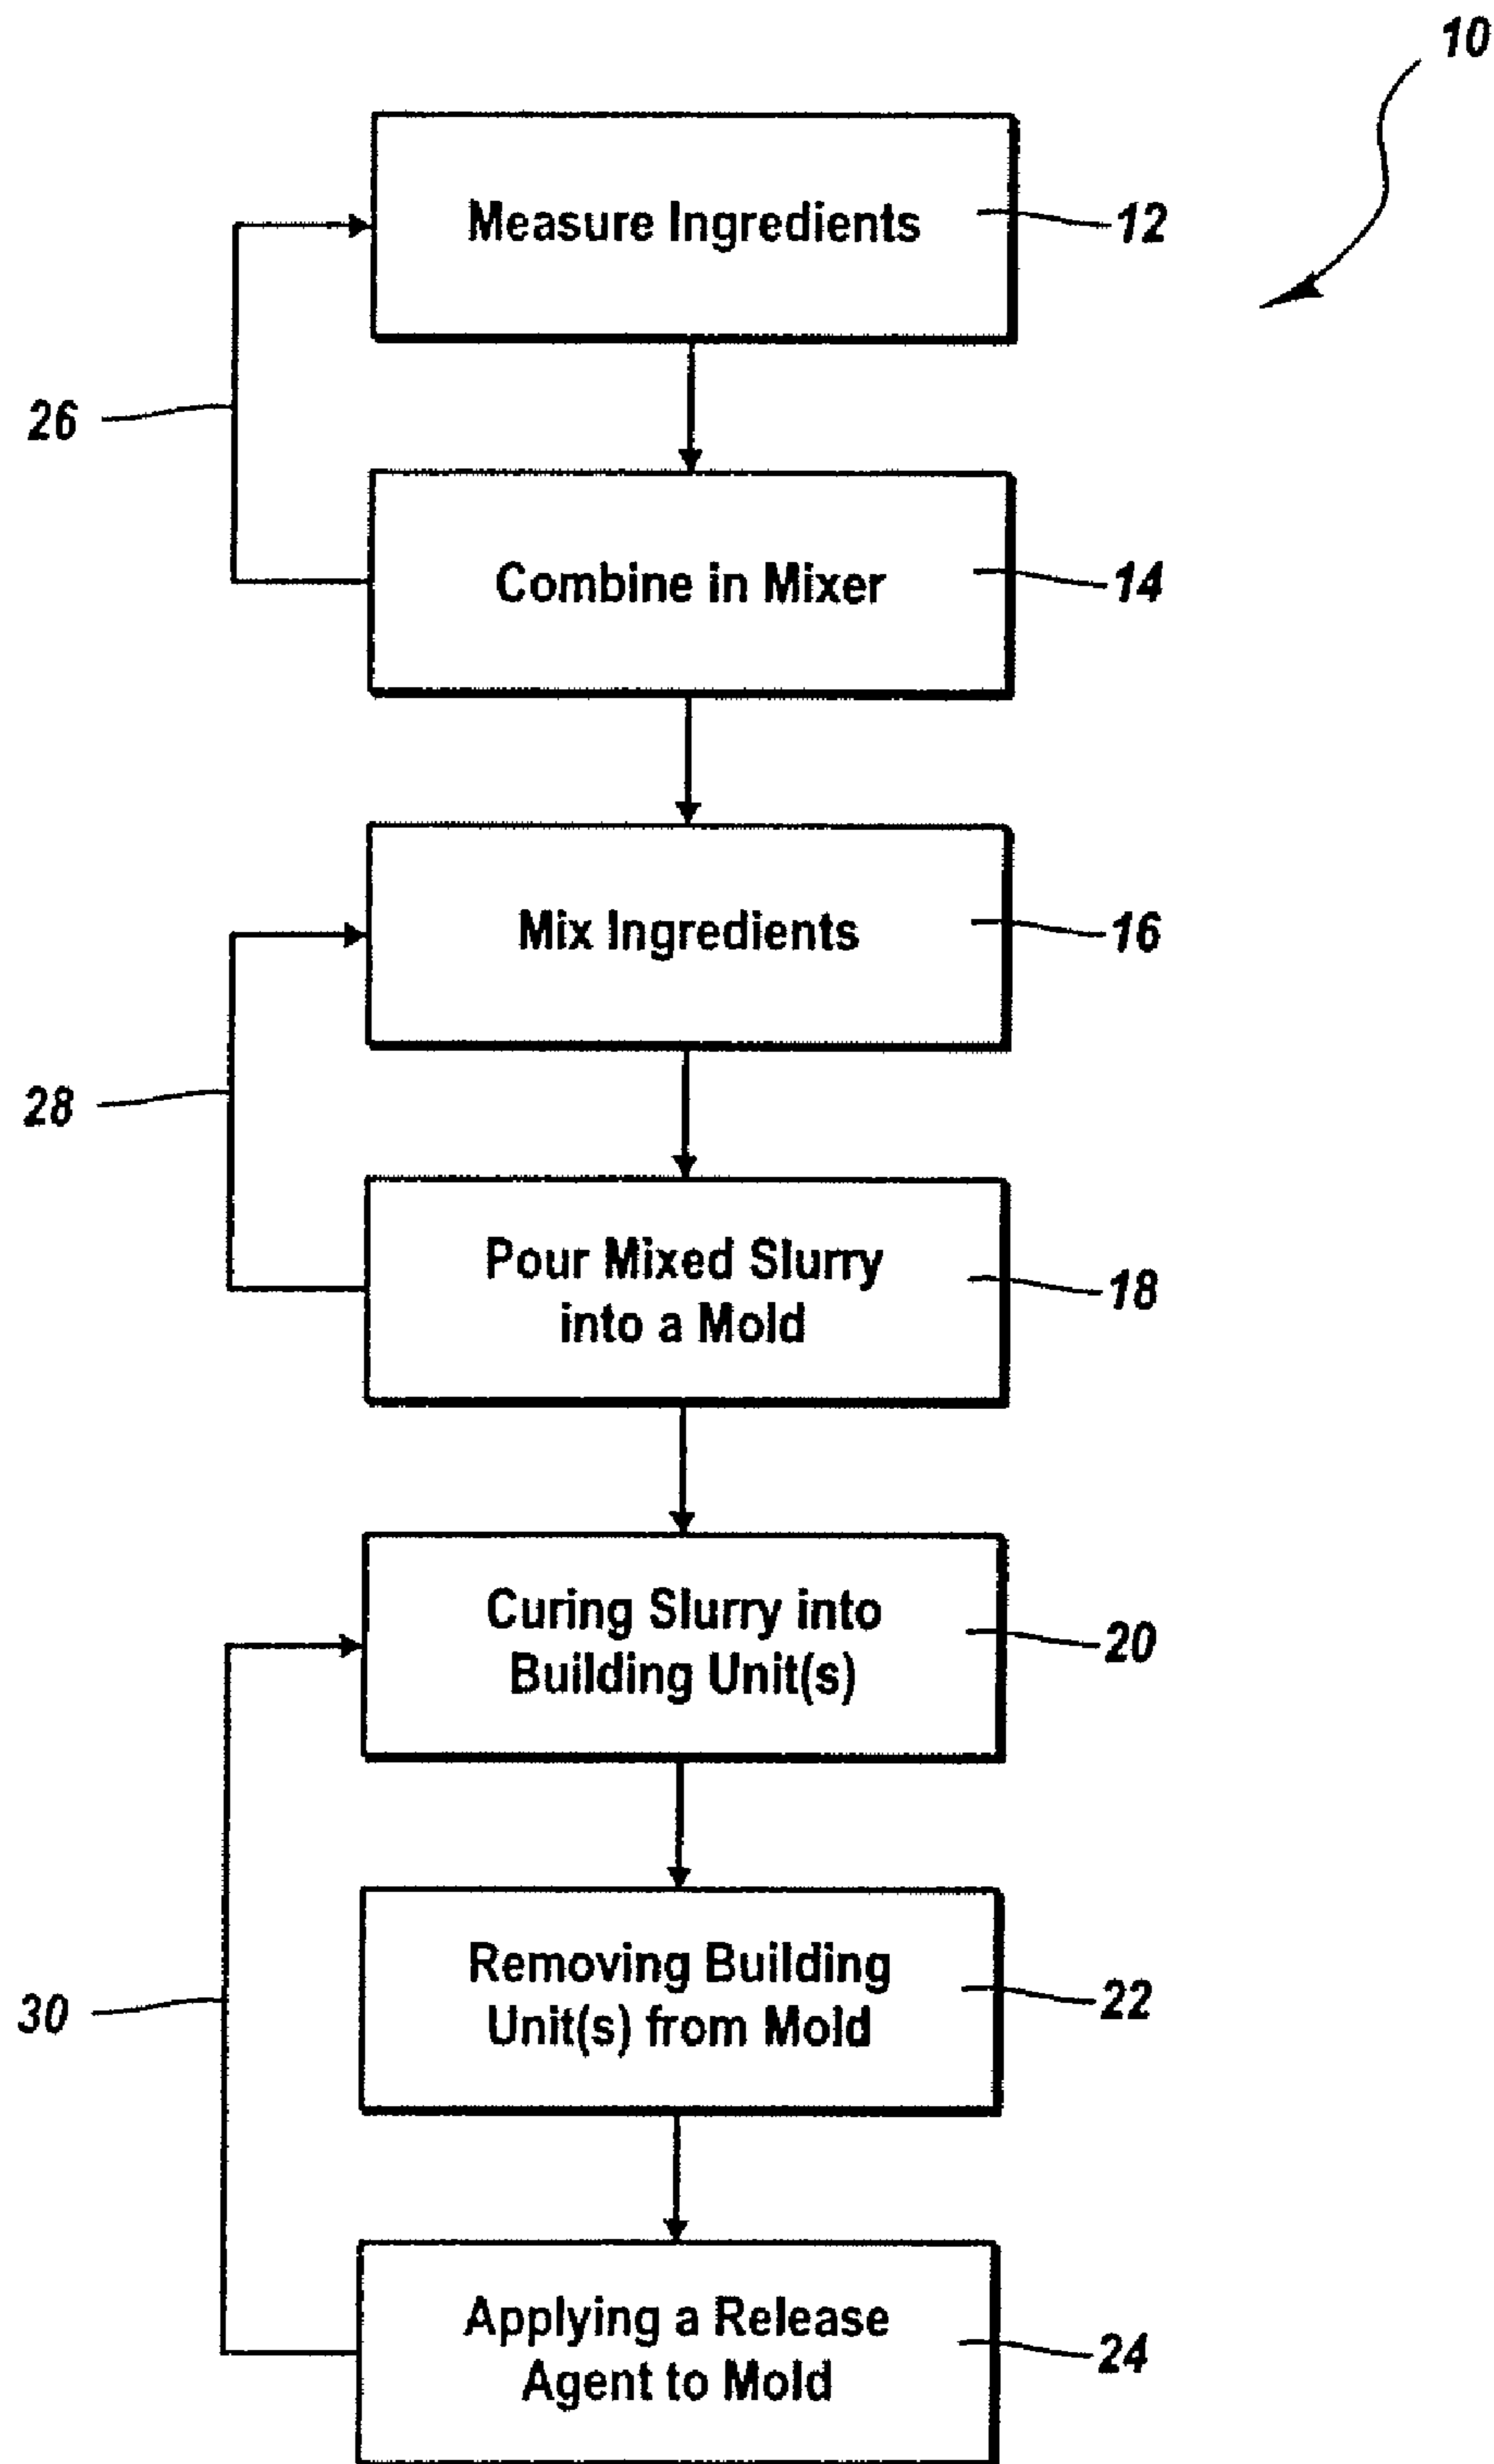 10
Measure Ingredients
12
26
Combine in Mixer
14
Mix Ingredients
16
28
Pour Mixed Slurry
into a Mold
18
Curing Slurry into
Building Unit(s)
20
Removing Building
Unit(s) from Mold
22
30
Applying a Release
Agent to Mold
24